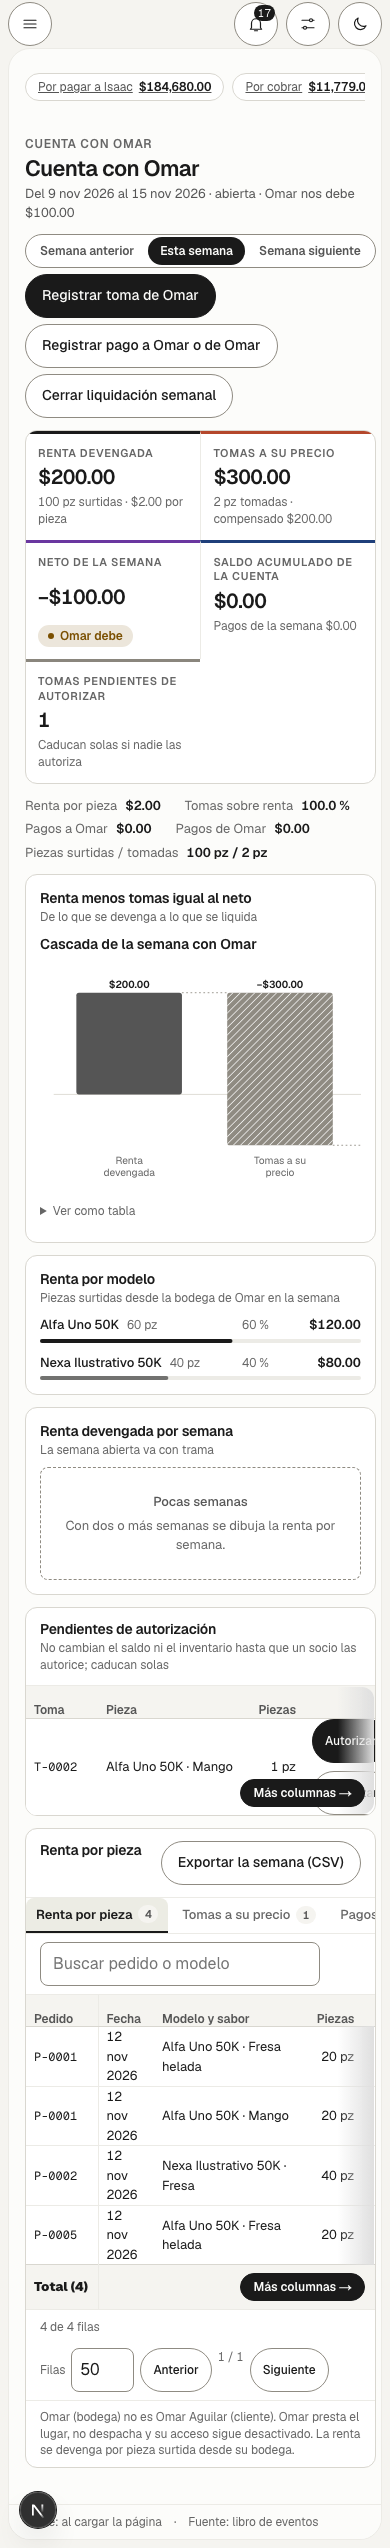 17
Por pagar a Isaac $184,680.00 Por cobrar $11,779.0
CUENTA CON OMAR
Cuenta con Omar
Del 9 nov 2026 al 15 nov 2026 · abierta · Omar nos debe
$100.00
Semana anterior Esta semana Semana siguiente
Registrar toma de Omar
Registrar pago a Omar o de Omar
Cerrar liquidación semanal
RENTA DEVENGADA
$200.00
100 pz surtidas · $2.00 por
pieza
TOMAS A SU PRECIO
$300.00
2 pz tomadas ·
compensado $200.00
NETO DE LA SEMANA
−$100.00
Omar debe
SALDO ACUMULADO DE
LA CUENTA
$0.00
Pagos de la semana $0.00
TOMAS PENDIENTES DE
AUTORIZAR
1
Caducan solas si nadie las
autoriza
Renta por pieza $2.00 Tomas sobre renta 100.0 %
Pagos a Omar $0.00 Pagos de Omar $0.00
Piezas surtidas / tomadas 100 pz / 2 pz
Renta menos tomas igual al neto
De lo que se devenga a lo que se liquida
Cascada de la semana con Omar
$200.00 −$300.00
Renta
devengada
Tomas a su
precio
Ver como tabla
Renta por modelo
Piezas surtidas desde la bodega de Omar en la semana
Alfa Uno 50K 60 pz 60 % $120.00
Nexa Ilustrativo 50K 40 pz 40 % $80.00
Renta devengada por semana
La semana abierta va con trama
Pocas semanas
Con dos o más semanas se dibuja la renta por
semana.
Pendientes de autorización
No cambian el saldo ni el inventario hasta que un socio las
autorice; caducan solas
Toma Pieza Piezas
T-0002 Alfa Uno 50K · Mango 1 pz
Autorizar
Más columnas →
Renta por pieza
Exportar la semana (CSV)
Renta por pieza 4 Tomas a su precio 1 Pagos
Buscar pedido o modelo
Pedido Fecha Modelo y sabor Piezas
P-0001 12 nov 2026 Alfa Uno 50K · Fresa helada 20 pz
P-0001 12 nov 2026 Alfa Uno 50K · Mango 20 pz
P-0002 12 nov 2026 Nexa Ilustrativo 50K · Fresa 40 pz
P-0005 12 nov 2026 Alfa Uno 50K · Fresa helada 20 pz
Total (4)
Más columnas →
4 de 4 filas
Filas 50 Anterior 1 / 1 Siguiente
Omar (bodega) no es Omar Aguilar (cliente). Omar presta el
lugar, no despacha y su acceso sigue desactivado. La renta
se devenga por pieza surtida desde su bodega.
N
al cargar la página · Fuente: libro de eventos